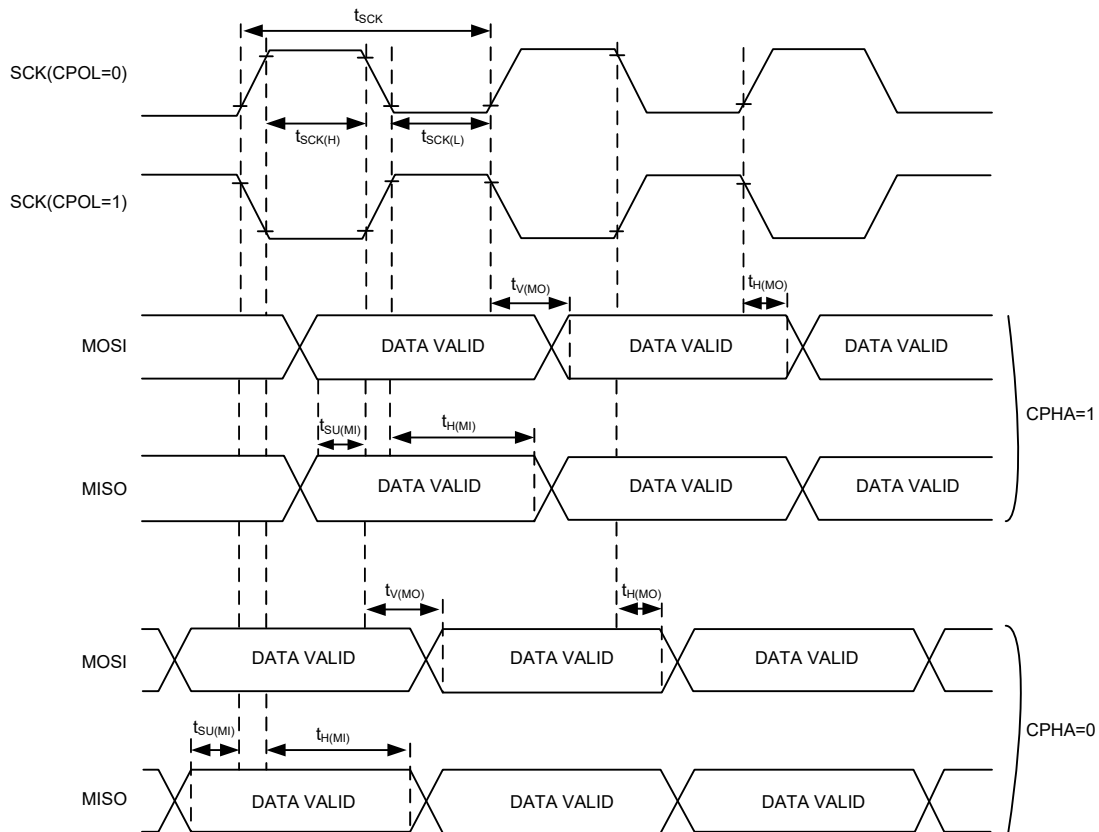 tSCK
SCK(CPOL=0)
tSCK(H)
tSCK(L)
SCK(CPOL=1)
tV(MO)
tH(MO)
MOSI
DATA VALID
DATA VALID
DATA VALID
CPHA=1
tSU(MI)
tH(MI)
MISO
DATA VALID
DATA VALID
DATA VALID
tV(MO)
tH(MO)
MOSI
DATA VALID
DATA VALID
DATA VALID
CPHA=0
tSU(MI)
tH(MI)
MISO
DATA VALID
DATA VALID
DATA VALID